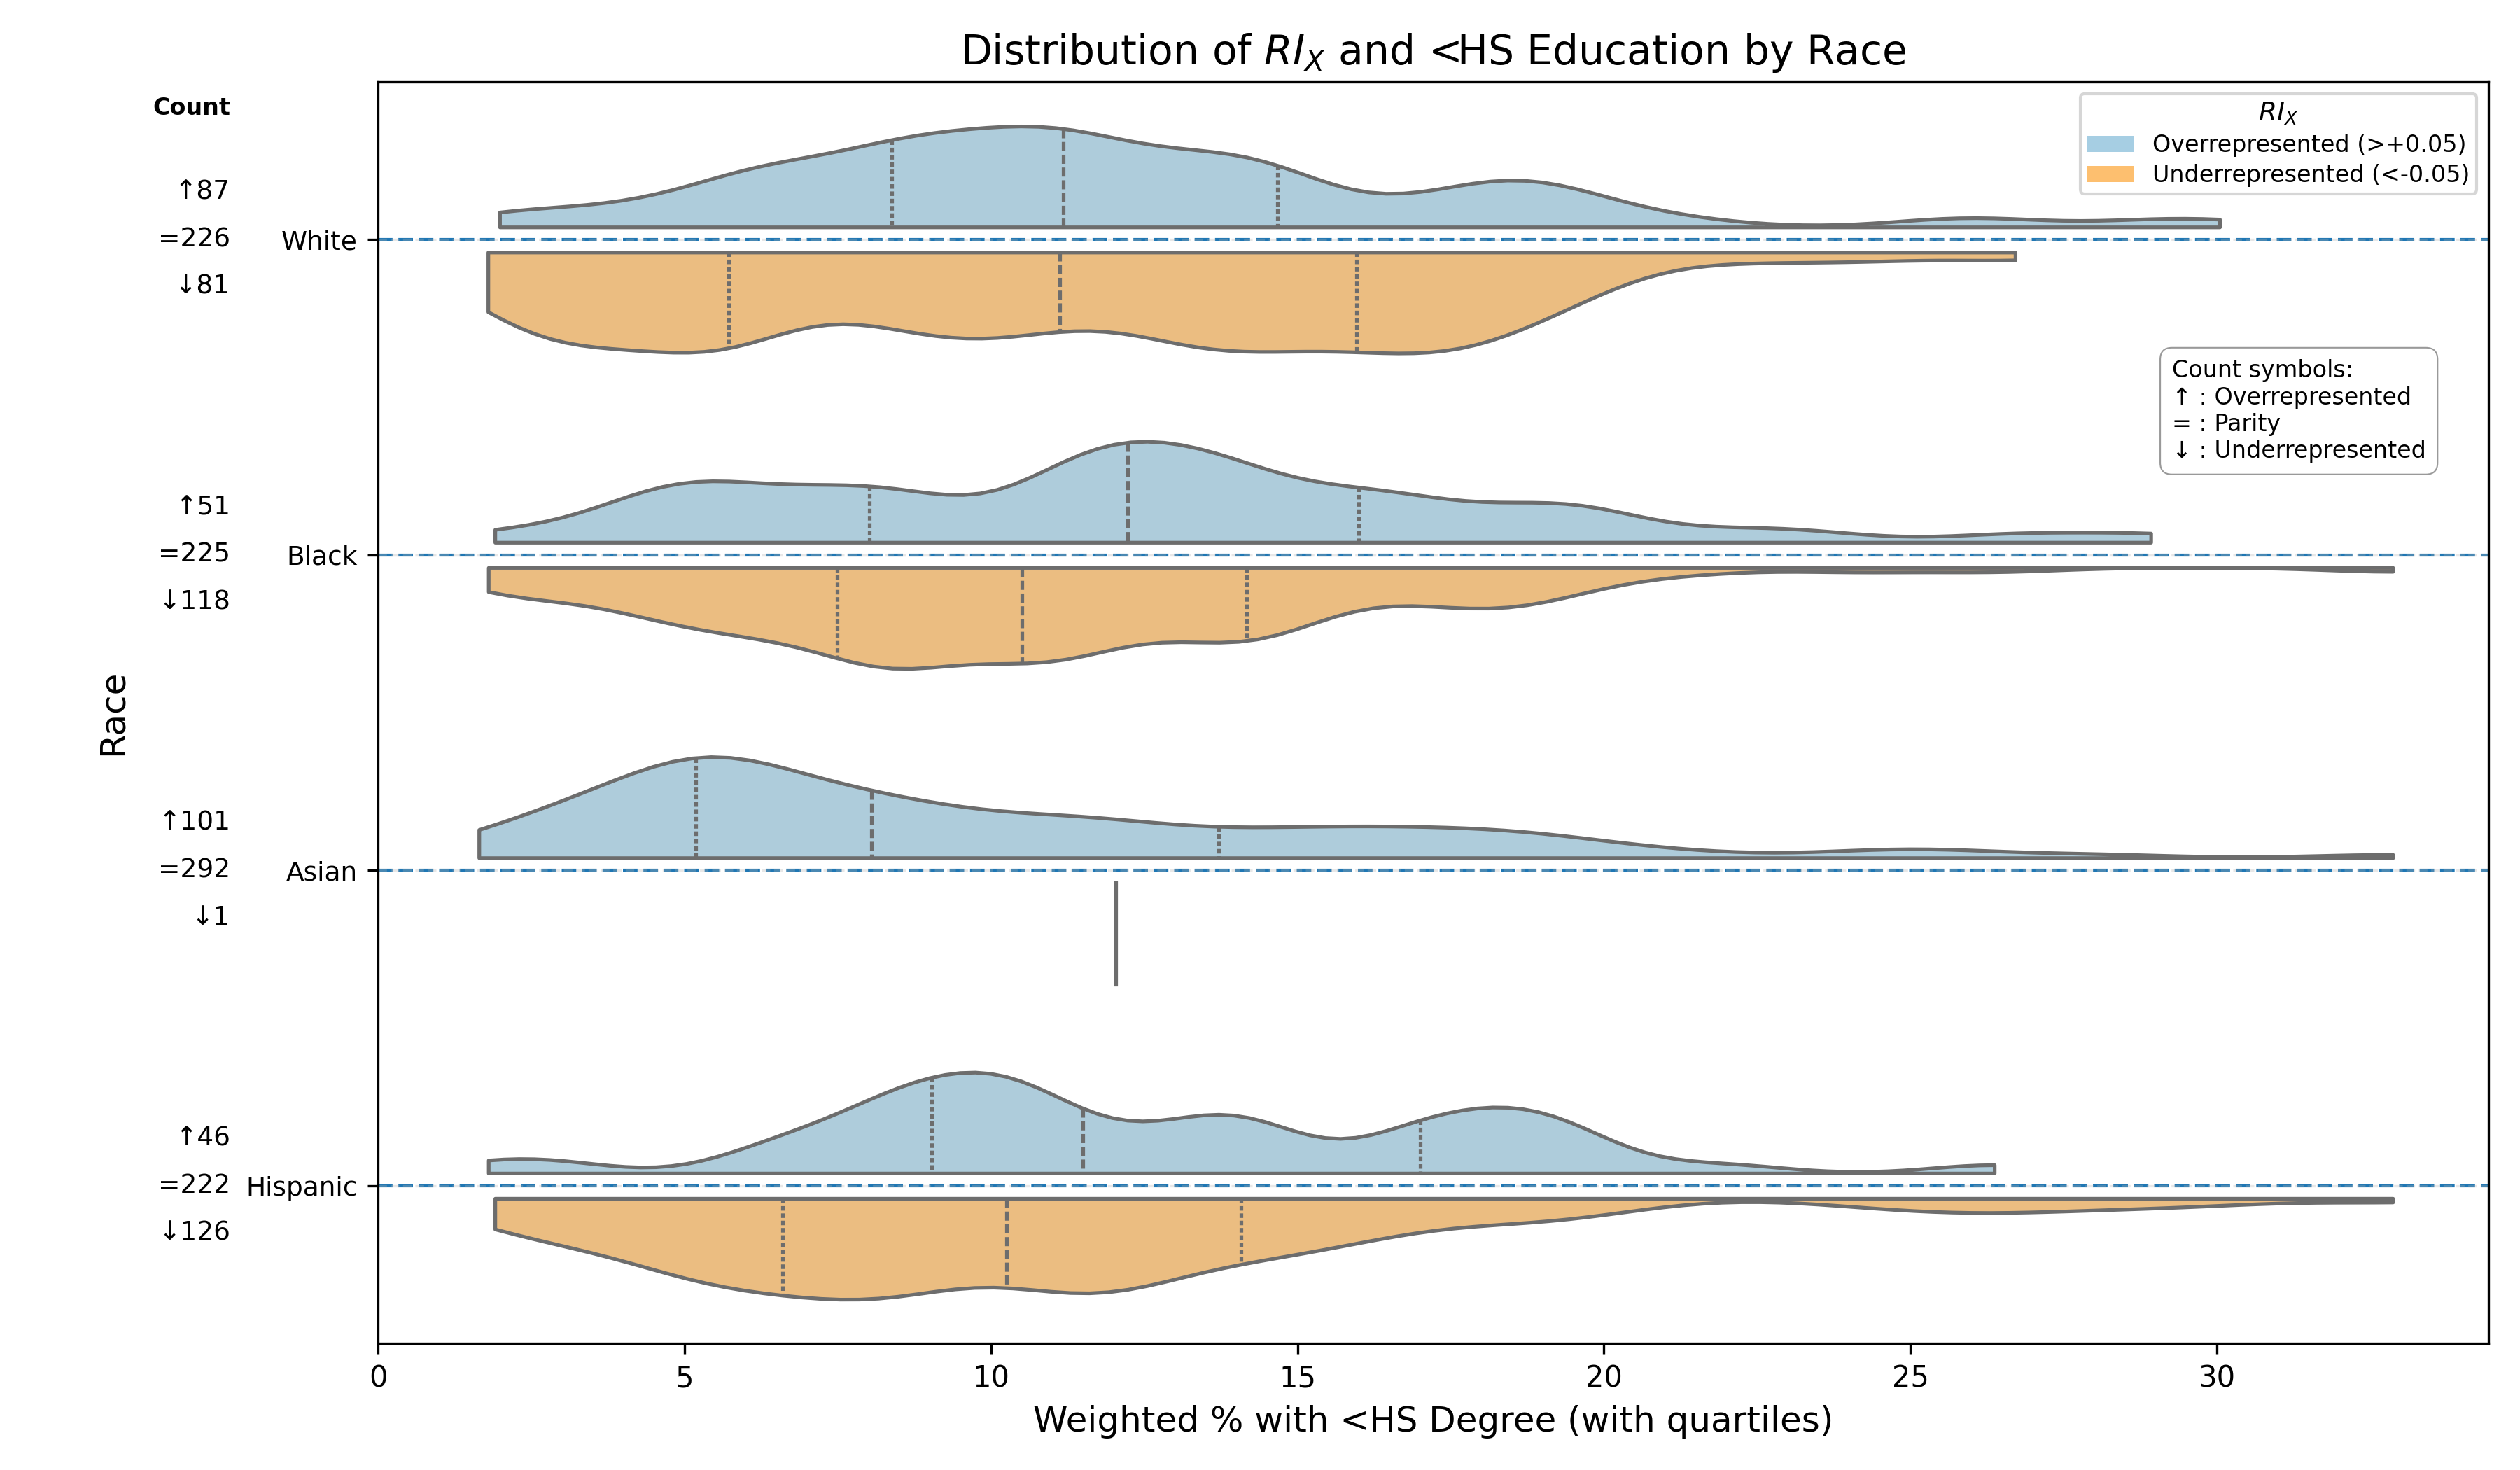 Distribution of RI_X and <HS Education by Race
Count
RI_X
Overrepresented (>+0.05)
Underrepresented (<-0.05)
↑87
=226
White
↓81
Count symbols:
↑ : Overrepresented
= : Parity
↓ : Underrepresented
↑51
=225
Black
↓118
Race
↑101
=292
Asian
↓1
↑46
=222
Hispanic
↓126
0 5 10 15 20 25 30
Weighted % with <HS Degree (with quartiles)